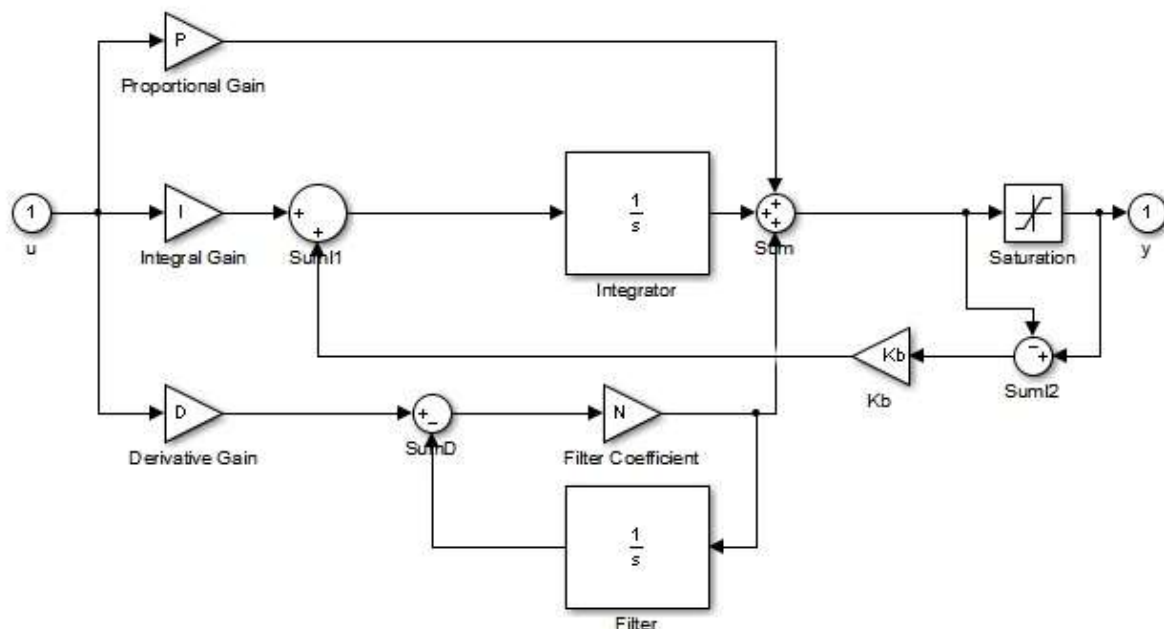 P
Proportional Gain
1
u
I
Integral Gain
+
+
SumI1
1
s
Integrator
+
+
+
Sum
Saturation
1
y
Kb
Kb
−
+
SumI2
D
Derivative Gain
+
−
SumD
N
Filter Coefficient
1
s
Filter